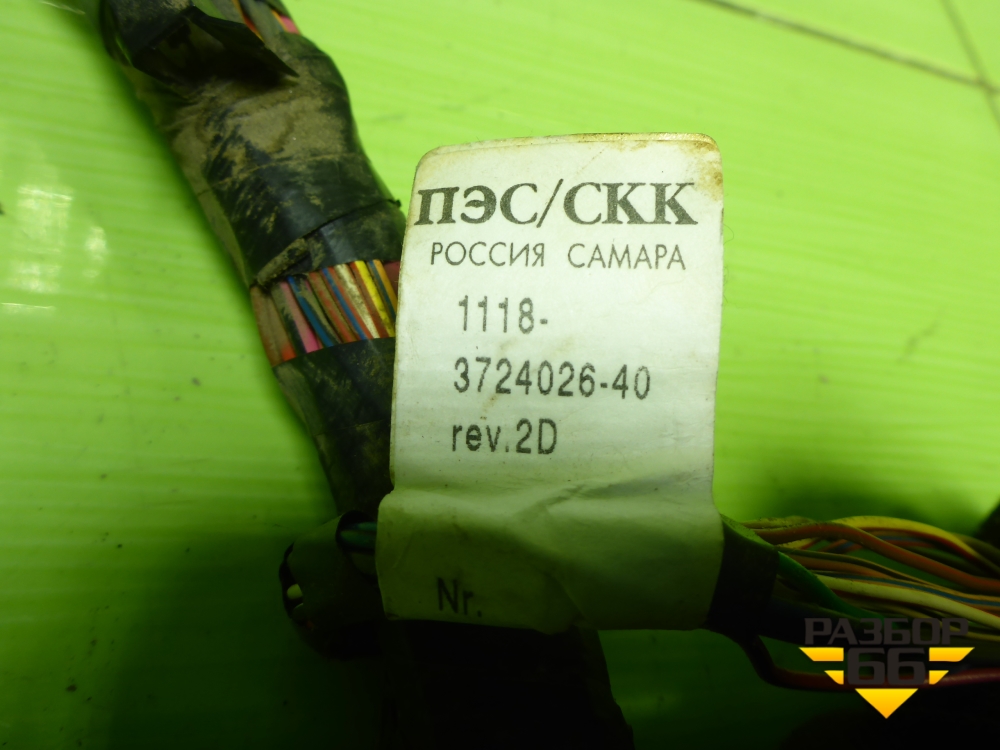 ПЭС/СКК
РОССИЯ САМАРА
1118-
3724026-40
rev.2D
Nr.
РАЗБОР
66